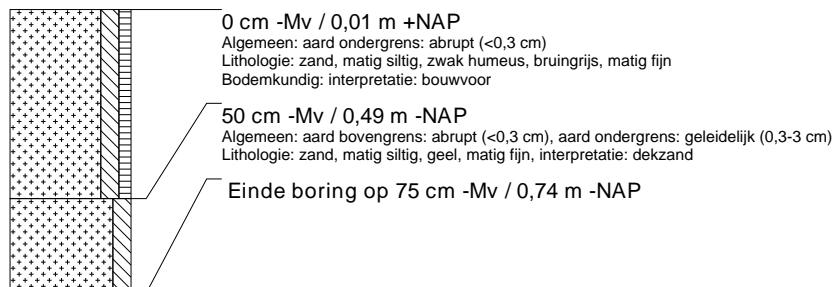 0 cm -Mv / 0,01 m +NAP
Algemeen: aard ondergrens: abrupt (<0,3 cm)
Lithologie: zand, matig siltig, zwak humeus, bruingrijs, matig fijn
Bodemkundig: interpretatie: bouwvoor
50 cm -Mv / 0,49 m -NAP
Algemeen: aard bovengrens: abrupt (<0,3 cm), aard ondergrens: geleidelijk (0,3-3 cm)
Lithologie: zand, matig siltig, geel, matig fijn, interpretatie: dekzand
Einde boring op 75 cm -Mv / 0,74 m -NAP